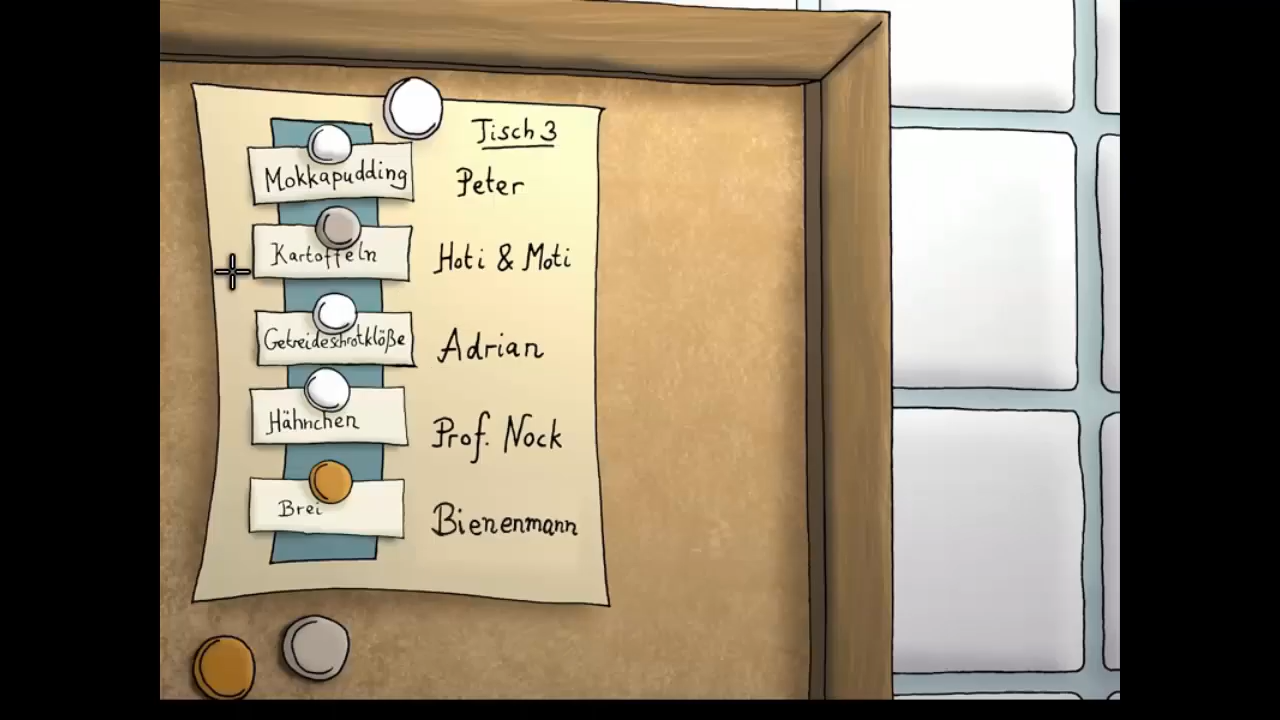 Tisch 3
Mokkapudding Peter
Kartoffeln Hoti & Moti
Getreideschrotklöße Adrian
Hähnchen Prof. Nock
Brei Bienenmann